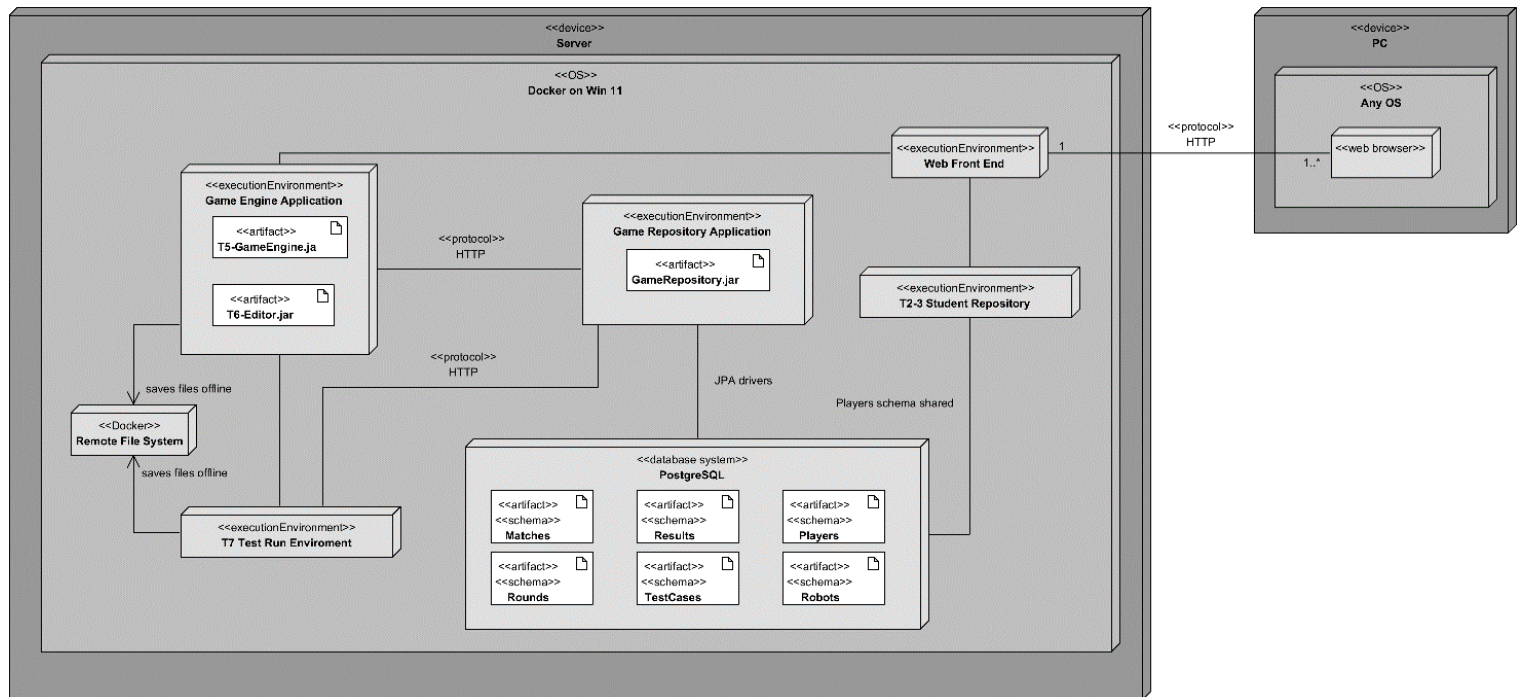 <<device>>
Server
<<OS>>
Docker on Win 11
<<executionEnvironment>>
Game Engine Application
<<artifact>>
T5-GameEngine.ja
<<artifact>>
T6-Editor.jar
<<protocol>>
HTTP
<<executionEnvironment>>
Game Repository Application
<<artifact>>
GameRepository.jar
<<executionEnvironment>>
Web Front End
1
<<protocol>>
HTTP
1..*
<<device>>
PC
<<OS>>
Any OS
<<web browser>>
<<executionEnvironment>>
T2-3 Student Repository
<<protocol>>
HTTP
JPA drivers
Players schema shared
saves files offline
<<Docker>>
Remote File System
saves files offline
<<executionEnvironment>>
T7 Test Run Enviroment
<<database system>>
PostgreSQL
<<artifact>>
<<schema>>
Matches
<<artifact>>
<<schema>>
Results
<<artifact>>
<<schema>>
Players
<<artifact>>
<<schema>>
Rounds
<<artifact>>
<<schema>>
TestCases
<<artifact>>
<<schema>>
Robots